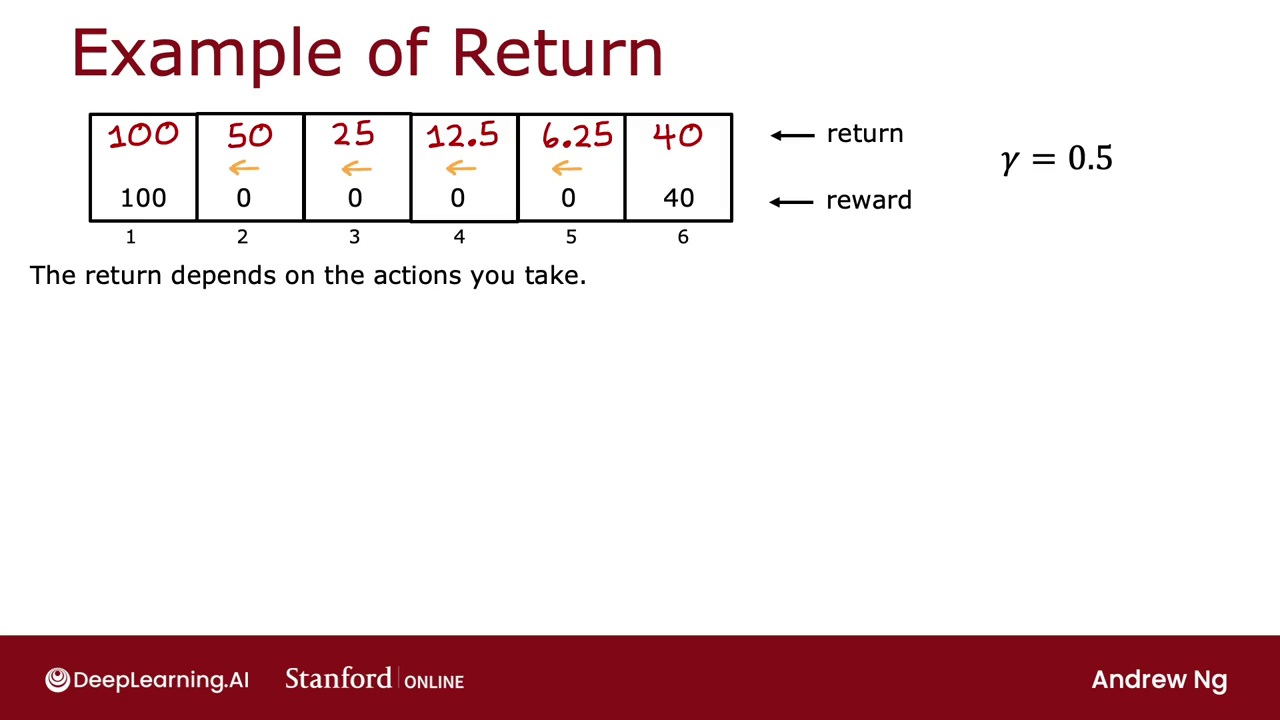 Example of Return
100 50 25 12.5 6.25 40 ← return
← ← ← ←
γ = 0.5
100 0 0 0 0 40 ← reward
1 2 3 4 5 6
The return depends on the actions you take.
DeepLearning.AI Stanford | ONLINE Andrew Ng